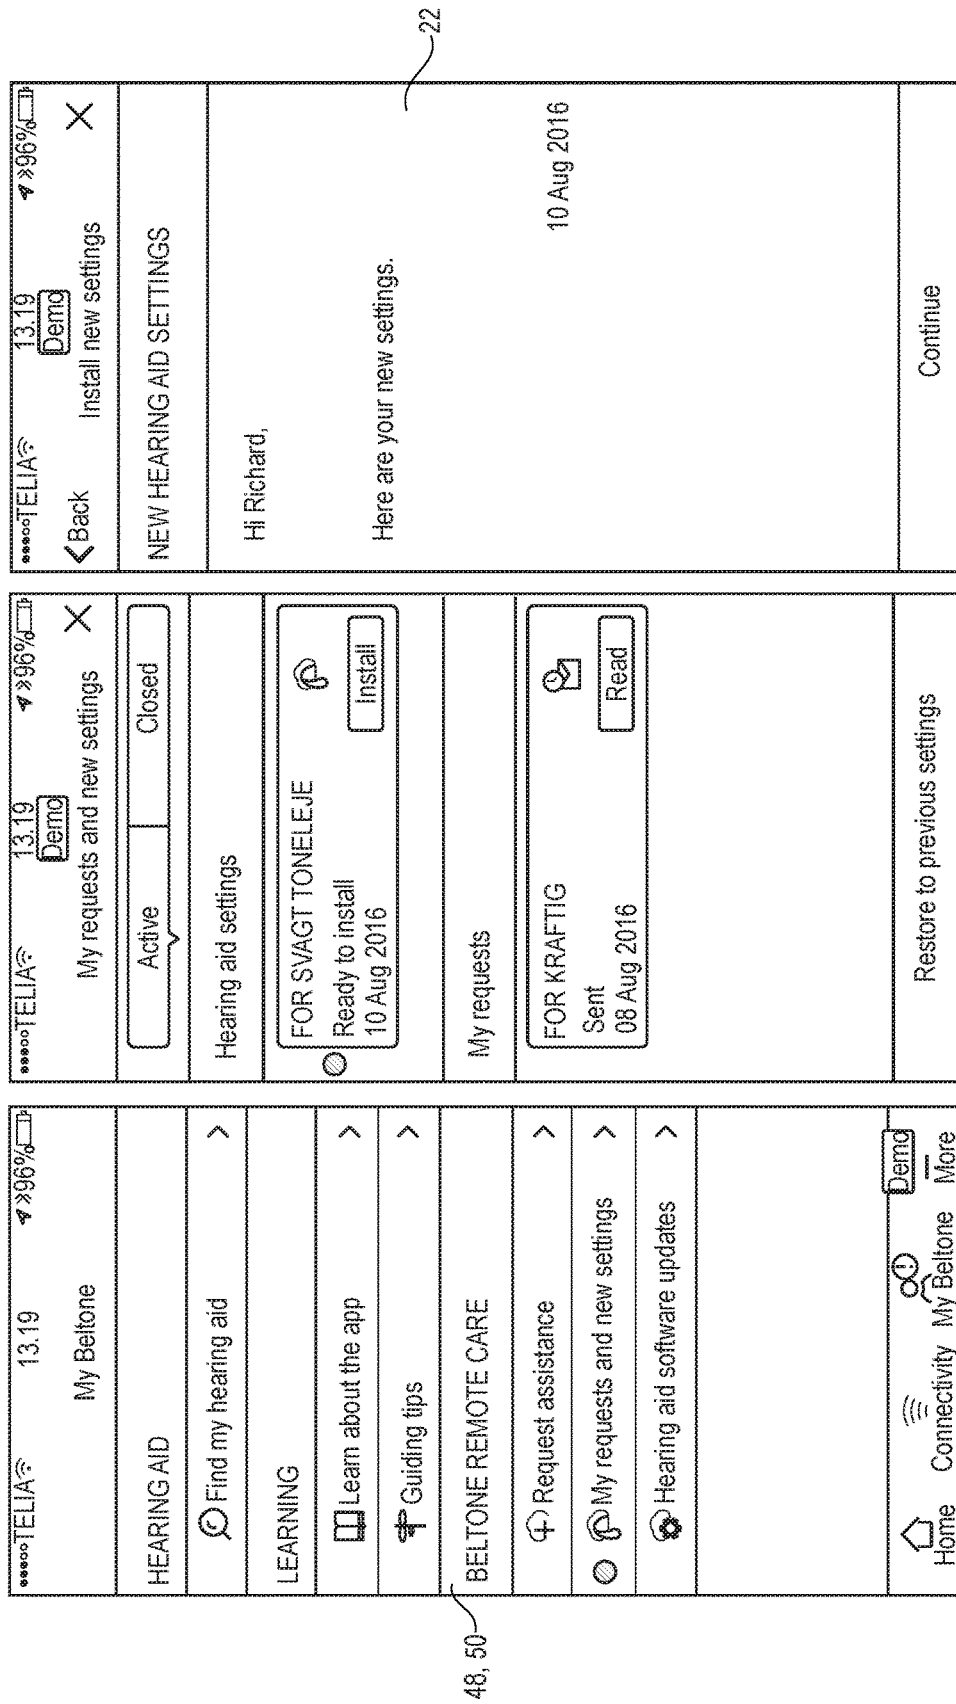 ●●●○○TELIA 13.19 96%
My Beltone
HEARING AID
Find my hearing aid
LEARNING
Learn about the app
Guiding tips
BELTONE REMOTE CARE
Request assistance
My requests and new settings
Hearing aid software updates
Demo
Home Connectivity My Beltone More
48, 50
●●●○○TELIA 13.19 96%
Demo
My requests and new settings
Active Closed
Hearing aid settings
FOR SVAGT TONELEJE
Ready to install
10 Aug 2016
Install
My requests
FOR KRAFTIG
Sent
08 Aug 2016
Read
Restore to previous settings
●●●○○TELIA 13.19 96%
Demo
Back Install new settings
NEW HEARING AID SETTINGS
Hi Richard,
Here are your new settings.
10 Aug 2016
Continue
22